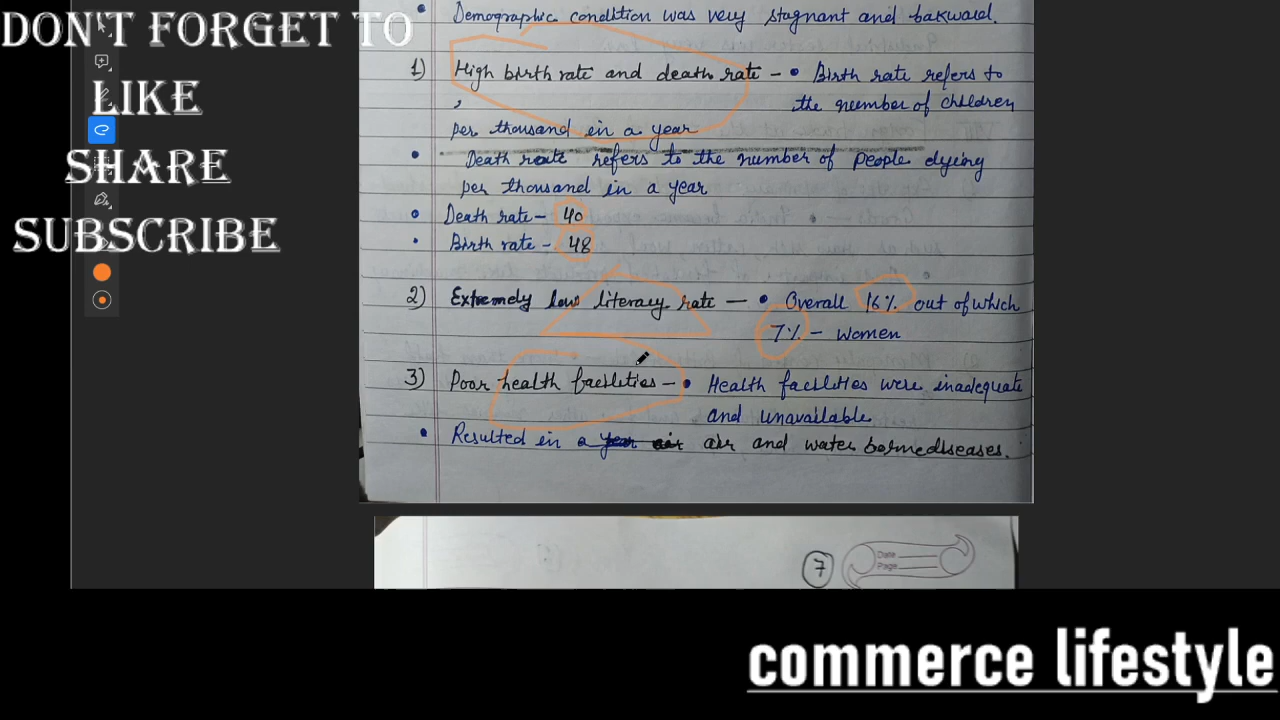 DON'T FORGET TO
LIKE
SHARE
SUBSCRIBE
• Demographic condition was very stagnant and bakward.
1) High birth rate and death rate – • Birth rate refers to
the number of children
per thousand in a year
• Death rate refers to the number of people dying
per thousand in a year
• Death rate – 40
• Birth rate – 48
2) Extremely low literacy rate — • Overall 16% out of which
7% – women
3) Poor health facilities – • Health facilities were inadequate
and unavailable
• Resulted in a year air air and water borne diseases.
7
Date
Page
commerce lifestyle